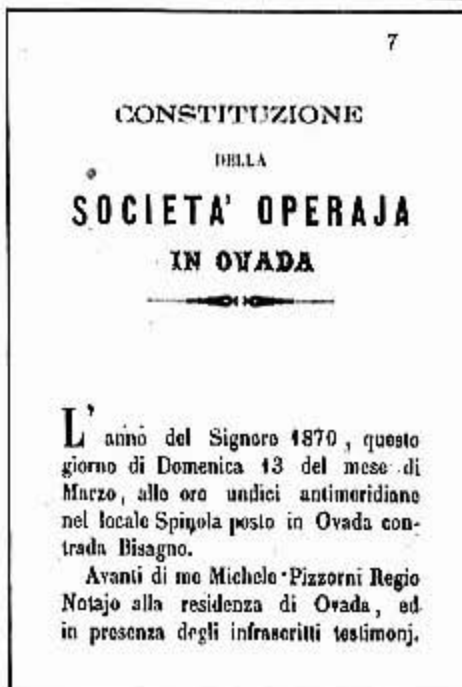 7
CONSTITUZIONE
DELLA
SOCIETA' OPERAJA
IN OVADA
L' anno del Signore 1870, questo
giorno di Domenica 13 del mese di
Marzo, alle ore undici antimeridiane
nel locale Spinola posto in Ovada con-
trada Bisagno.
Avanti di me Michele Pizzorni Regio
Notajo alla residenza di Ovada, ed
in presenza degli infrascritti testimonj.